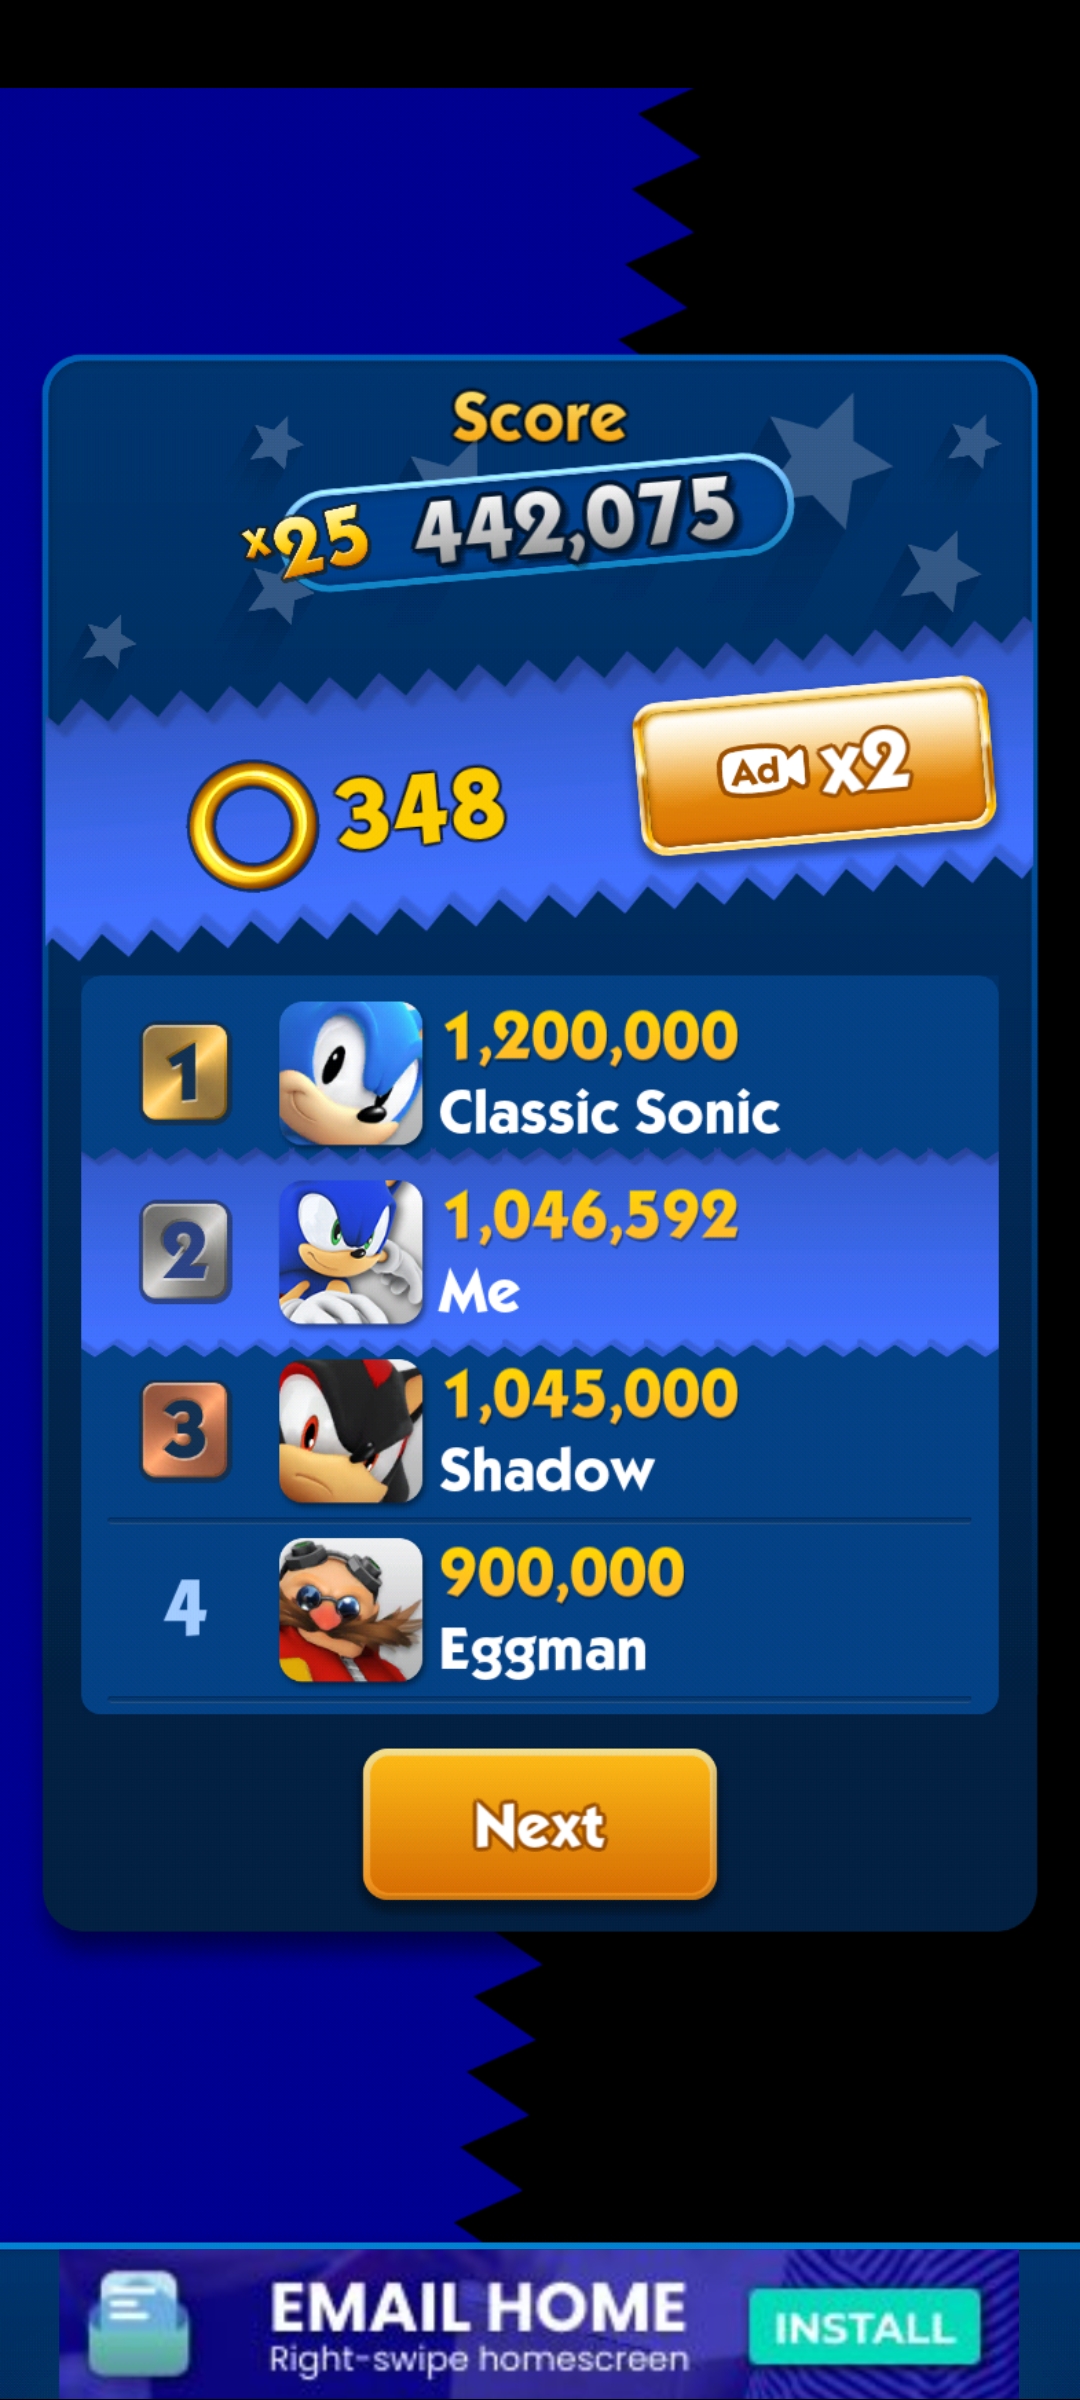 Score
x25 442,075
348
Ad x2
1
1,200,000
Classic Sonic
2
1,046,592
Me
3
1,045,000
Shadow
4
900,000
Eggman
Next
EMAIL HOME
Right-swipe homescreen
INSTALL